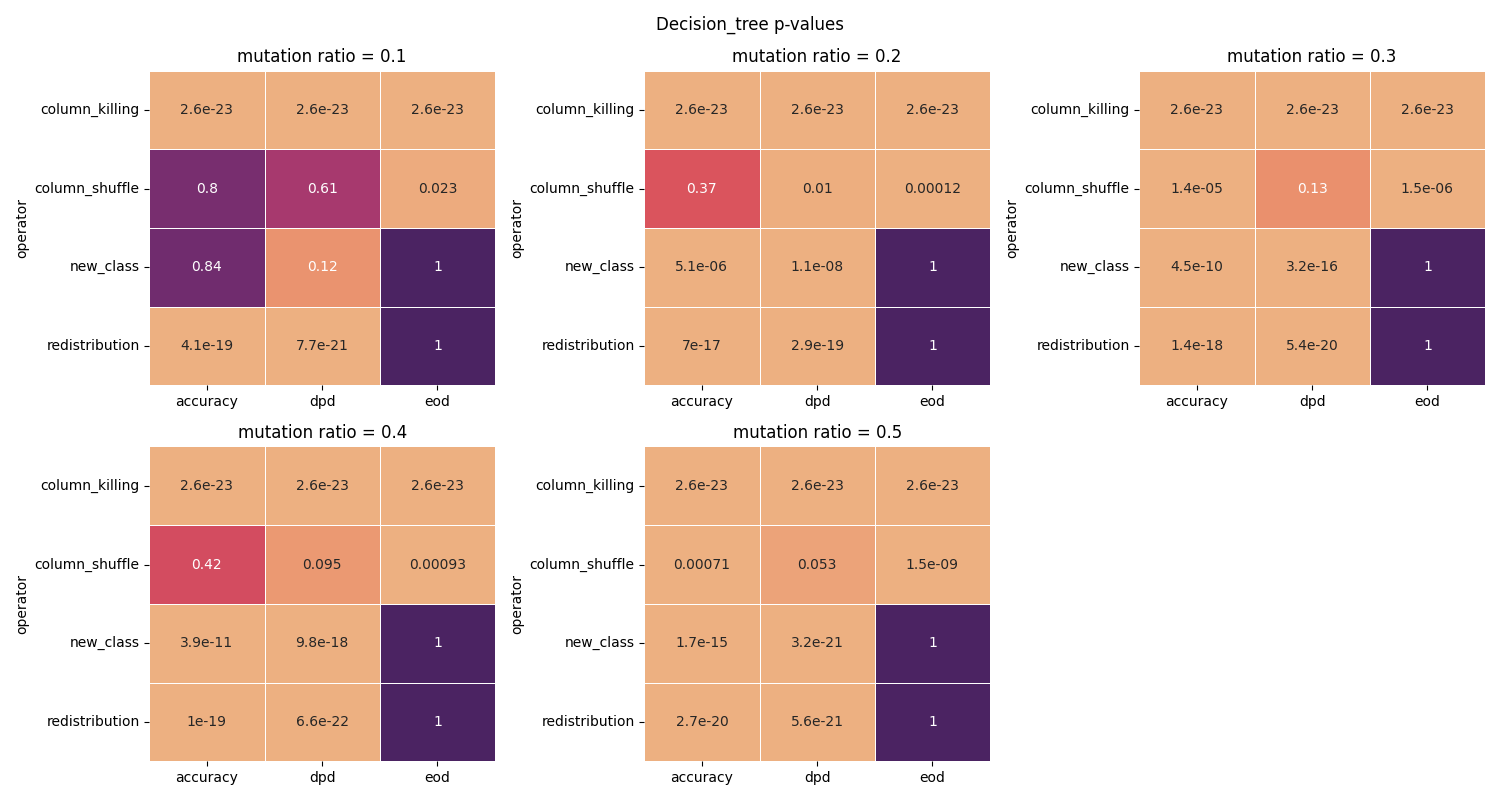 Decision_tree p-values
mutation ratio = 0.1
column_killing 2.6e-23 2.6e-23 2.6e-23
column_shuffle 0.8 0.61 0.023
new_class 0.84 0.12 1
redistribution 4.1e-19 7.7e-21 1
operator
accuracy dpd eod
mutation ratio = 0.2
column_killing 2.6e-23 2.6e-23 2.6e-23
column_shuffle 0.37 0.01 0.00012
new_class 5.1e-06 1.1e-08 1
redistribution 7e-17 2.9e-19 1
operator
accuracy dpd eod
mutation ratio = 0.3
column_killing 2.6e-23 2.6e-23 2.6e-23
column_shuffle 1.4e-05 0.13 1.5e-06
new_class 4.5e-10 3.2e-16 1
redistribution 1.4e-18 5.4e-20 1
operator
accuracy dpd eod
mutation ratio = 0.4
column_killing 2.6e-23 2.6e-23 2.6e-23
column_shuffle 0.42 0.095 0.00093
new_class 3.9e-11 9.8e-18 1
redistribution 1e-19 6.6e-22 1
operator
accuracy dpd eod
mutation ratio = 0.5
column_killing 2.6e-23 2.6e-23 2.6e-23
column_shuffle 0.00071 0.053 1.5e-09
new_class 1.7e-15 3.2e-21 1
redistribution 2.7e-20 5.6e-21 1
operator
accuracy dpd eod